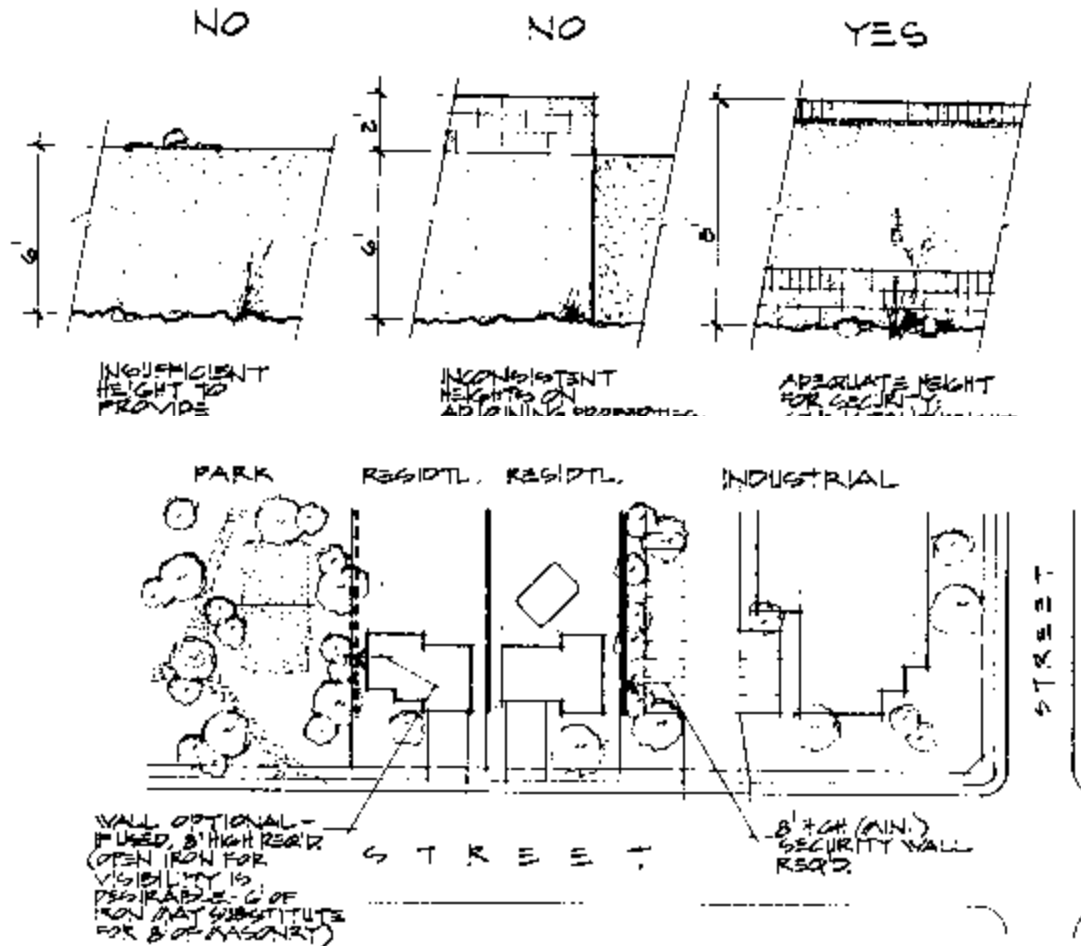 NO
NO
YES
2'
6'
6'
8'
INSUFFICIENT
HEIGHT TO
PROVIDE
INCONSISTENT
HEIGHTS ON
ADJOINING PROPERTIES
ADEQUATE HEIGHT
FOR SECURITY;
PARK
RESIDTL.
RESIDTL.
INDUSTRIAL
STREET
WALL OPTIONAL-
IF USED, 8' HIGH REQ'D.
(OPEN IRON FOR
VISIBILITY IS
DESIRABLE - 6' OF
IRON MAY SUBSTITUTE
FOR 8' OF MASONRY)
STREET
8' HIGH (MIN.)
SECURITY WALL
REQ'D.